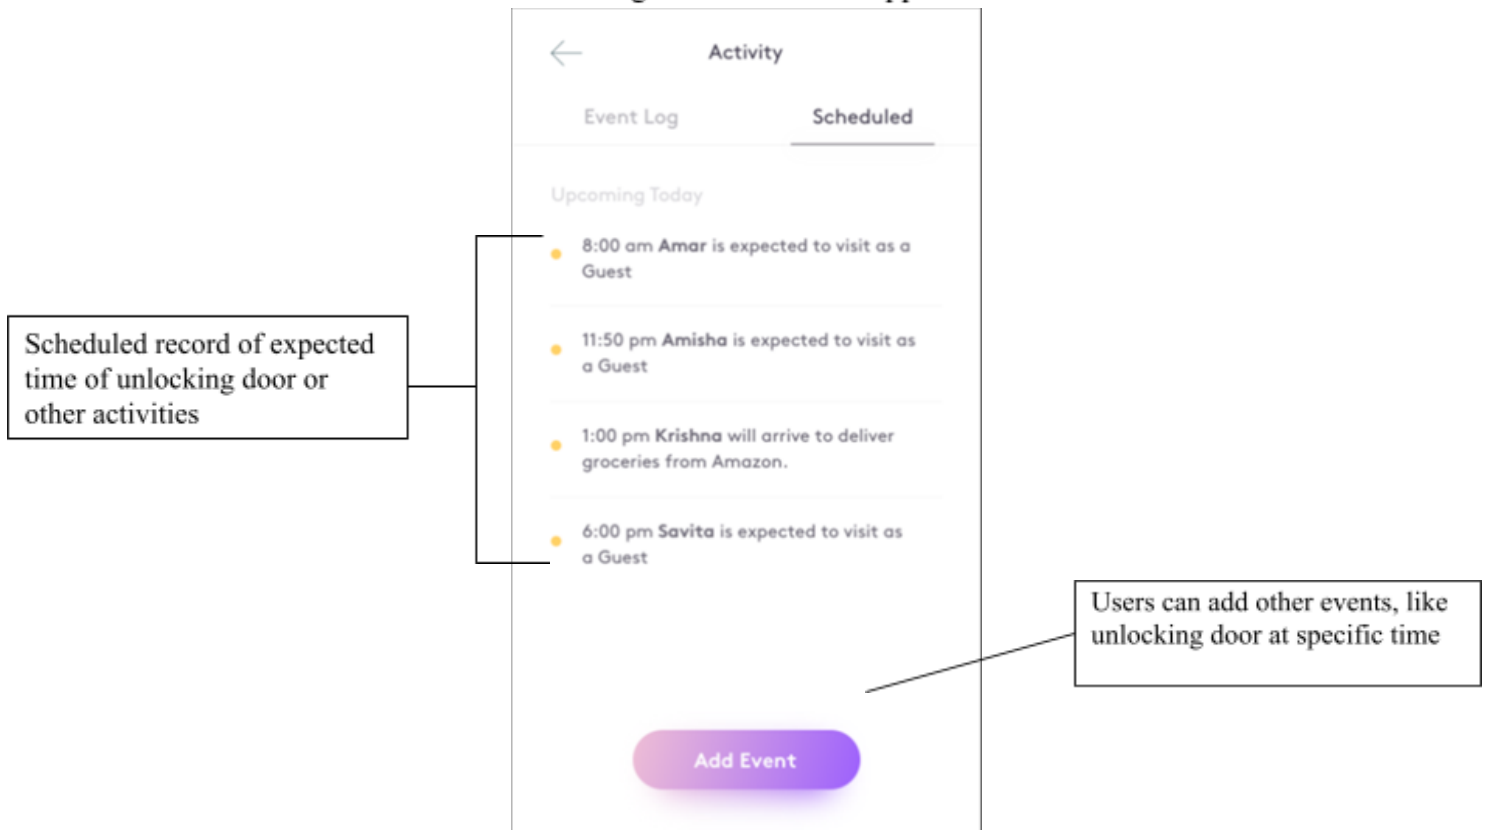 Activity
Event Log Scheduled
Upcoming Today
8:00 am Amar is expected to visit as a
Guest
11:50 pm Amisha is expected to visit as
a Guest
1:00 pm Krishna will arrive to deliver
groceries from Amazon.
6:00 pm Savita is expected to visit as
a Guest
Add Event
Scheduled record of expected
time of unlocking door or
other activities
Users can add other events, like
unlocking door at specific time